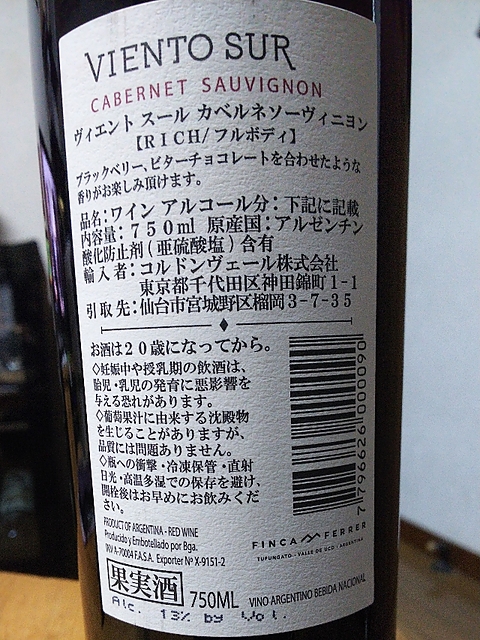 VIENTO SUR
CABERNET SAUVIGNON
ヴィエント スール カベルネソーヴィニヨン
【RICH/フルボディ】
ブラックベリー、ビターチョコレートを合わせたような
香りがお楽しみ頂けます。
品名:ワイン アルコール分:下記に記載
内容量:750ml 原産国:アルゼンチン
酸化防止剤(亜硫酸塩)含有
輸入者:コルドンヴェール株式会社
東京都千代田区神田錦町1-1
引取先:仙台市宮城野区榴岡3-7-35
お酒は20歳になってから。
◇妊娠中や授乳期の飲酒は、
胎児・乳児の発育に悪影響を
与える恐れがあります。
◇葡萄果汁に由来する沈殿物
を生じることがありますが、
品質には問題ありません。
◇瓶への衝撃・冷凍保管・直射
日光・高温多湿での保存を避け、
開栓後はお早めにお飲みくだ
さい。
7796626100090
PRODUCT OF ARGENTINA - RED WINE
Producido y Embotellado por Bga.
INV A-70004 F.A.S.A. Exporter Nº X-9151-2
FINCA FERRER
TUPUNGATO - VALLE DE UCO - ARGENTINA
果実酒 750ML VINO ARGENTINO BEBIDA NACIONAL
Alc. 13% by Vol.